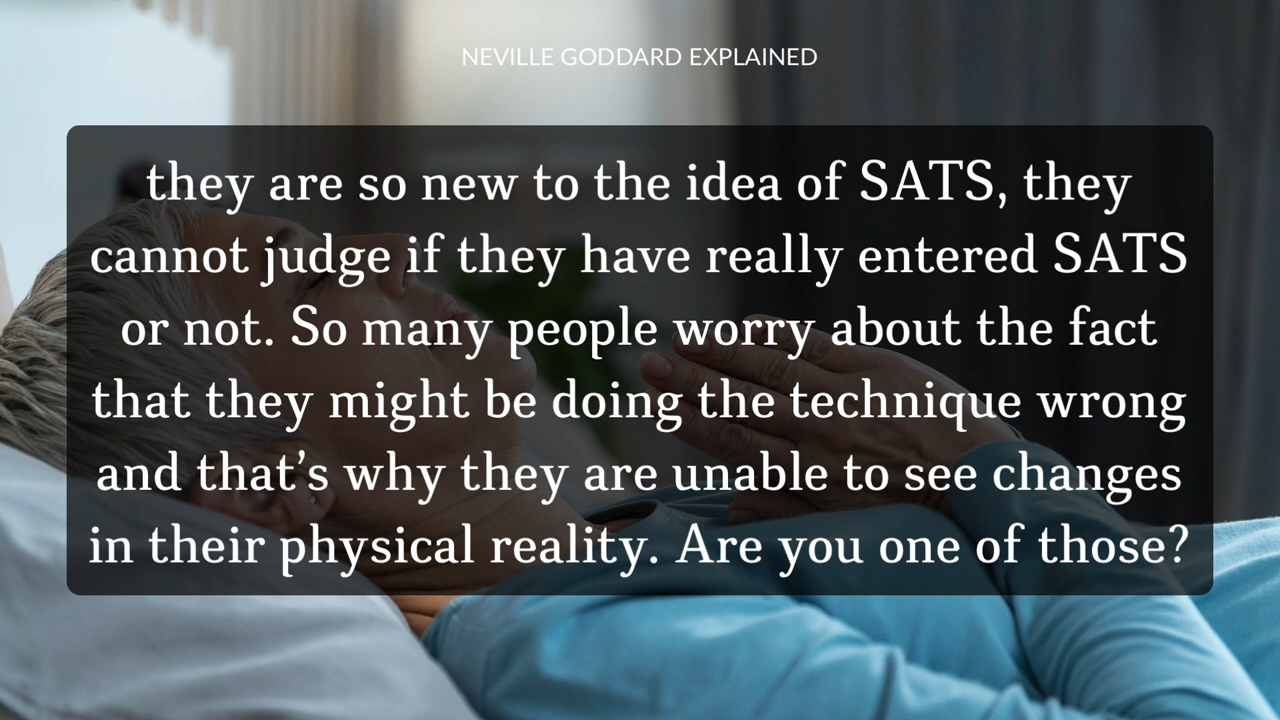 NEVILLE GODDARD EXPLAINED
they are so new to the idea of SATS, they
cannot judge if they have really entered SATS
or not. So many people worry about the fact
that they might be doing the technique wrong
and that’s why they are unable to see changes
in their physical reality. Are you one of those?